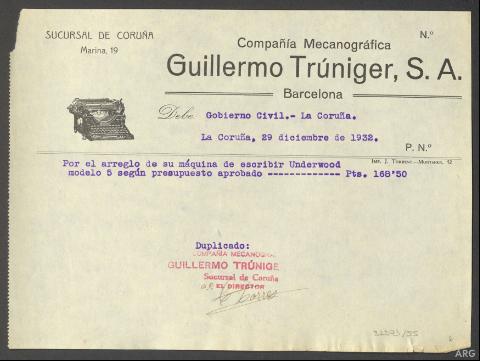 SUCURSAL DE CORUÑA
Marina, 19
N.º
Compañía Mecanográfica
Guillermo Trúniger, S. A.
Barcelona
Debe Gobierno Civil.- La Coruña.
La Coruña, 29 diciembre de 1932.
P. N.º
Por el arreglo de su máquina de escribir Underwood
modelo 5 según presupuesto aprobado ------------- Pts. 168'50
Duplicado:
COMPAÑIA MECANOGRAF
GUILLERMO TRÚNIGE
Sucursal de Coruña
EL DIRECTOR
ARG